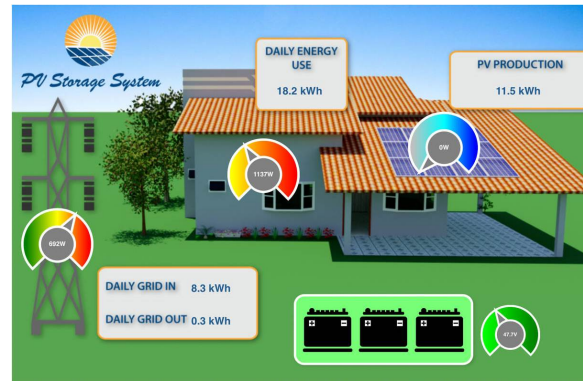 DAILY ENERGY
USE
18.2 kWh
PV PRODUCTION
11.5 kWh
PV Storage System
1137W
0W
692W
DAILY GRID IN 8.3 kWh
DAILY GRID OUT 0.3 kWh
47.7V